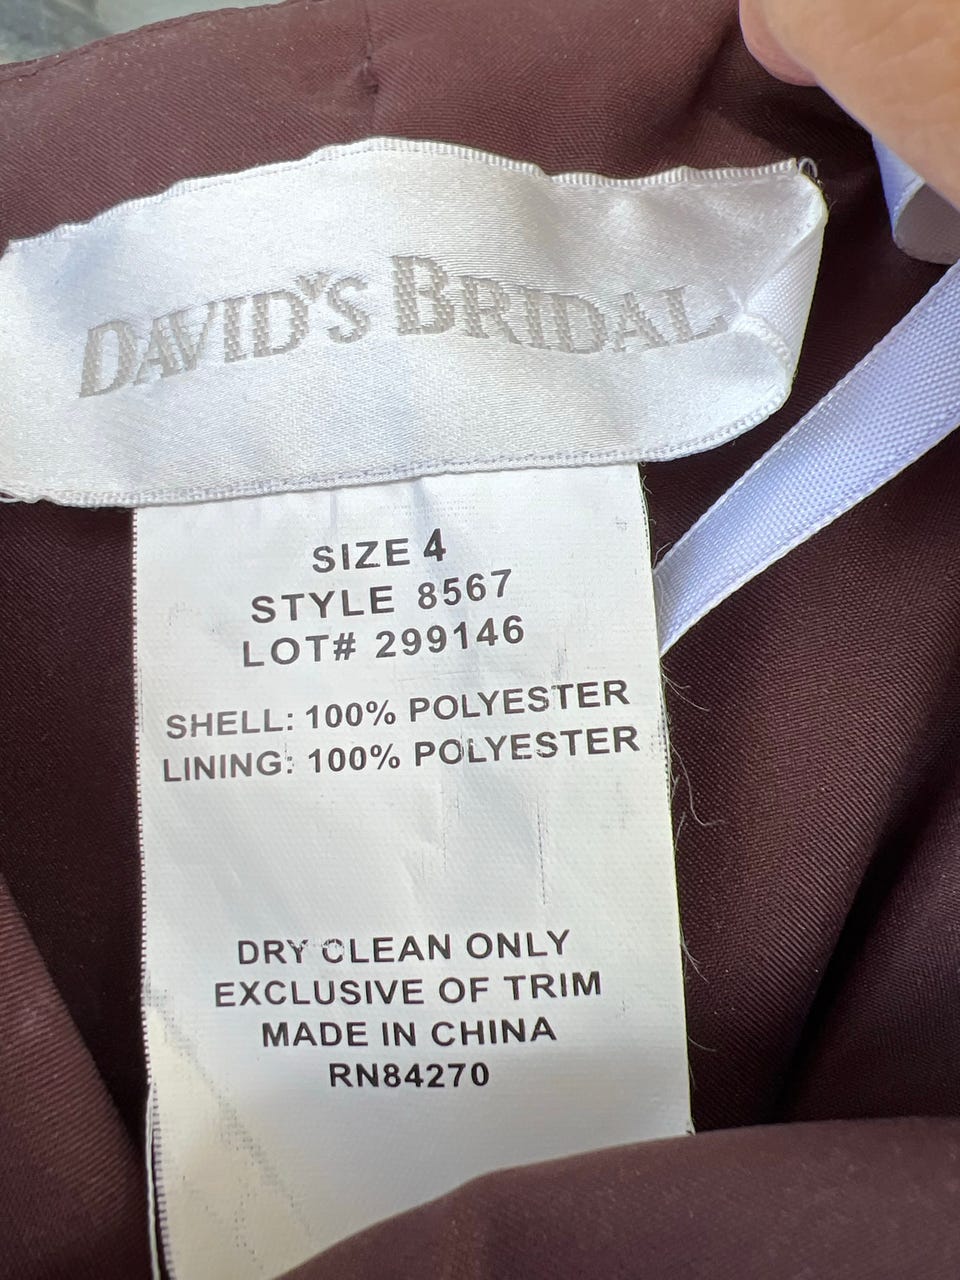 DAVID'S BRIDAL
SIZE 4
STYLE 8567
LOT# 299146
SHELL: 100% POLYESTER
LINING: 100% POLYESTER
DRY CLEAN ONLY
EXCLUSIVE OF TRIM
MADE IN CHINA
RN84270